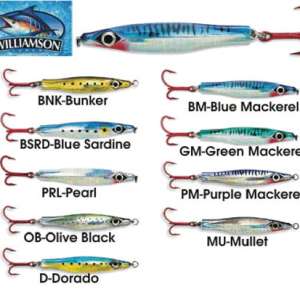 WILLIAMSON
BNK-Bunker
BM-Blue Mackerel
BSRD-Blue Sardine
GM-Green Mackere
PRL-Pearl
PM-Purple Mackere
OB-Olive Black
MU-Mullet
D-Dorado